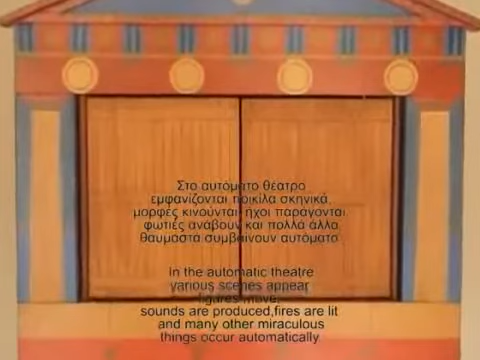 Στο αυτόματο θέατρο
εμφανίζονται ποικίλα σκηνικά,
μορφές κινούνται, ήχοι παράγονται,
φωτιές ανάβουν και πολλά άλλα
θαυμαστά συμβαίνουν αυτόματα.
In the automatic theatre
various scenes appear
figures move,
sounds are produced,fires are lit
and many other miraculous
things occur automatically.